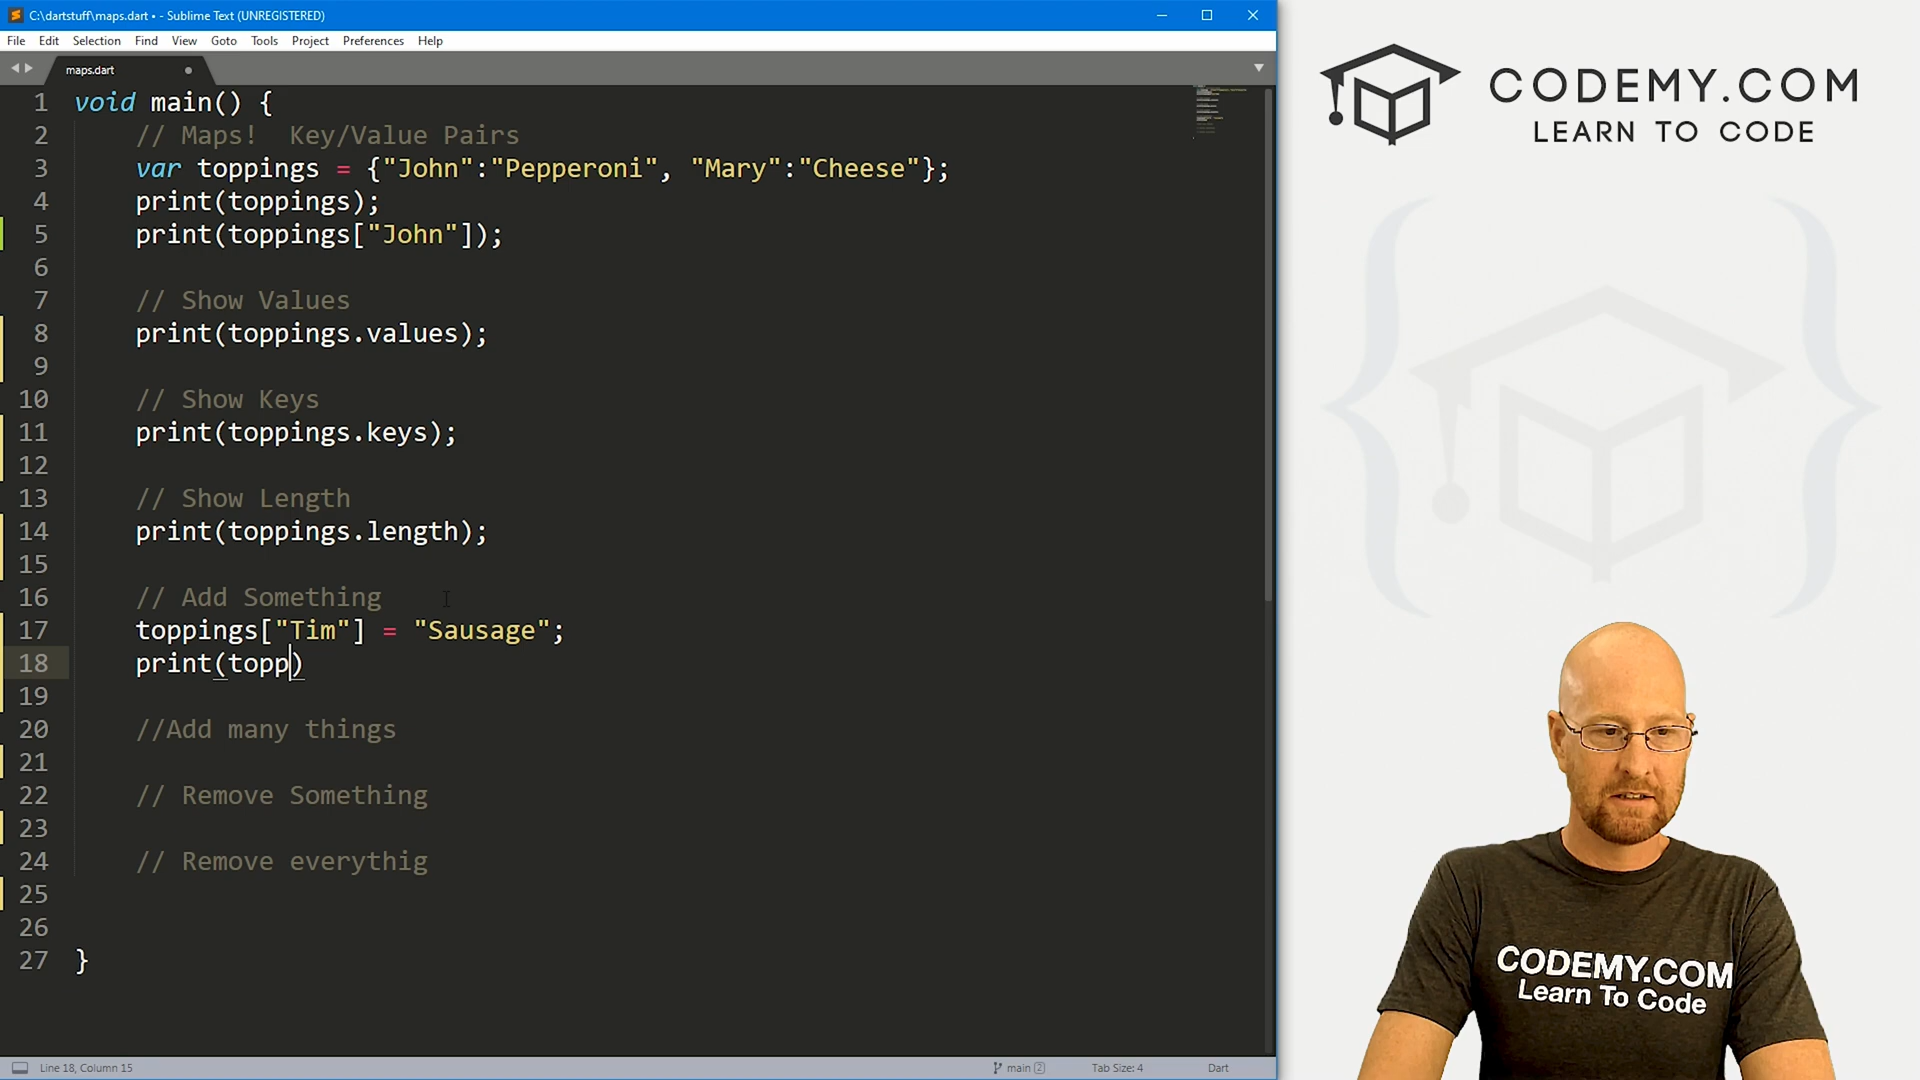 C:\dartstuff\maps.dart • - Sublime Text (UNREGISTERED)
File Edit Selection Find View Goto Tools Project Preferences Help
maps.dart
1 void main() {
2 // Maps!  Key/Value Pairs
3 var toppings = {"John":"Pepperoni", "Mary":"Cheese"};
4 print(toppings);
5 print(toppings["John"]);
6
7 // Show Values
8 print(toppings.values);
9
10 // Show Keys
11 print(toppings.keys);
12
13 // Show Length
14 print(toppings.length);
15
16 // Add Something
17 toppings["Tim"] = "Sausage";
18 print(topp)
19
20 //Add many things
21
22 // Remove Something
23
24 // Remove everythig
25
26
27 }
Line 18, Column 15
main 2
Tab Size: 4
Dart
CODEMY.COM
LEARN TO CODE
CODEMY.COM
Learn To Code